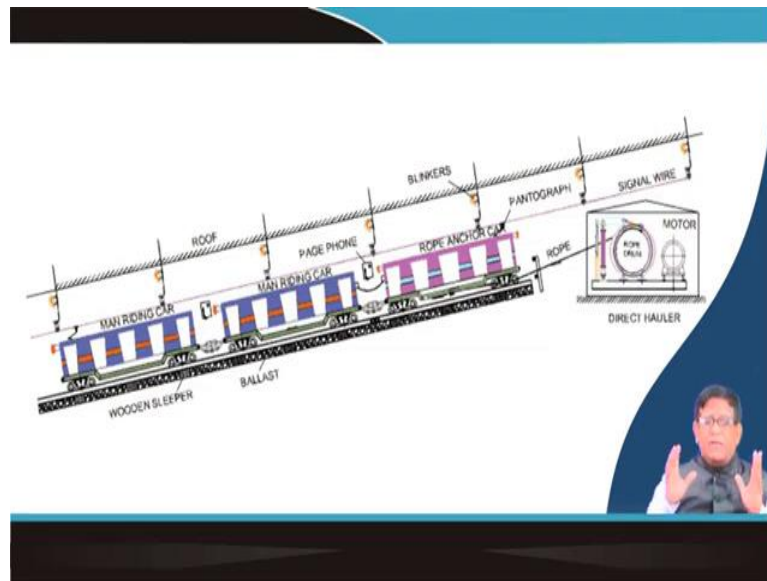 BLINKERS
PANTOGRAPH
SIGNAL WIRE
ROOF
PAGE PHONE
ROPE ANCHOR CAR
ROPE
ROPE DRUM
MOTOR
MAN RIDING CAR
MAN RIDING CAR
DIRECT HAULER
BALLAST
WOODEN SLEEPER